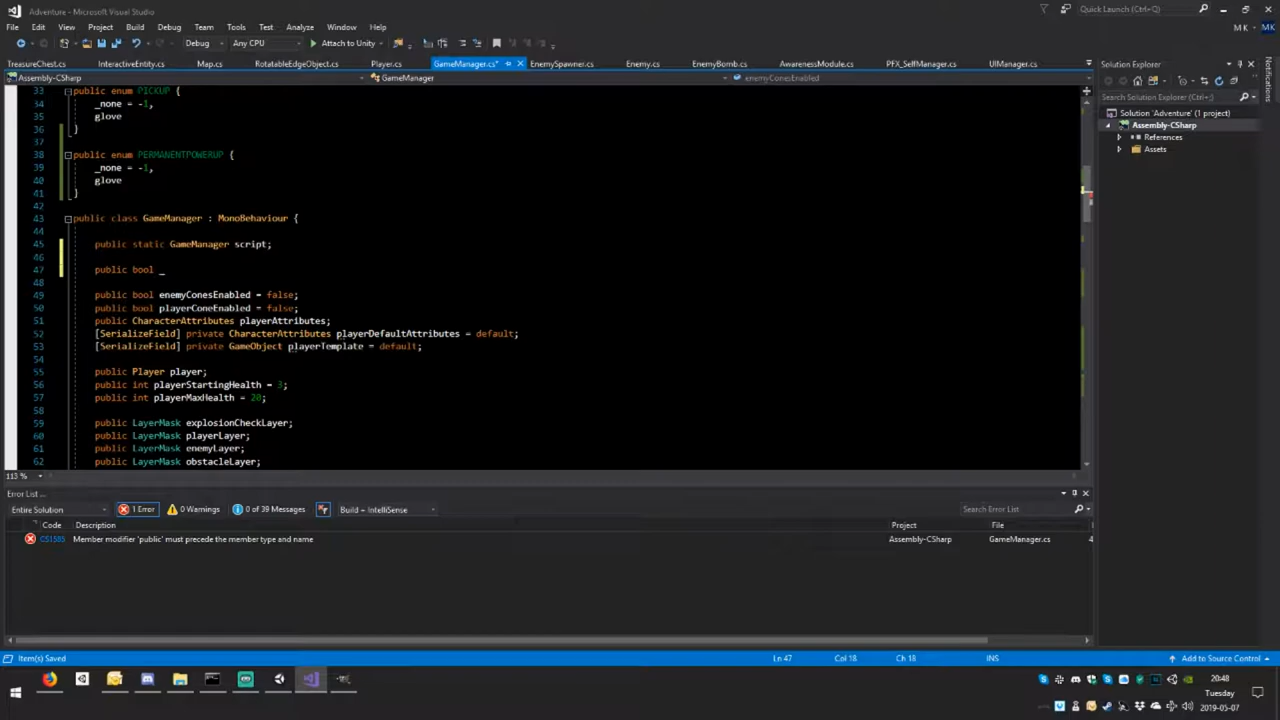 Adventure - Microsoft Visual Studio
Quick Launch (Ctrl+Q)
File Edit View Project Build Debug Team Tools Test Analyze Window Help
M K MK
Debug Any CPU Attach to Unity
TreasureChest.cs InteractiveEntity.cs Map.cs RotatableEdgeObject.cs Player.cs GameManager.cs* EnemySpawner.cs Enemy.cs EnemyBomb.cs AwarenessModule.cs PFX_SelfManager.cs UIManager.cs
Assembly-CSharp GameManager enemyConesEnabled
33 public enum PICKUP {
34 _none = -1,
35 glove
36 }
37
38 public enum PERMANENTPOWERUP {
39 _none = -1,
40 glove
41 }
42
43 public class GameManager : MonoBehaviour {
44
45 public static GameManager script;
46
47 public bool _
48
49 public bool enemyConesEnabled = false;
50 public bool playerConeEnabled = false;
51 public CharacterAttributes playerAttributes;
52 [SerializeField] private CharacterAttributes playerDefaultAttributes = default;
53 [SerializeField] private GameObject playerTemplate = default;
54
55 public Player player;
56 public int playerStartingHealth = 3;
57 public int playerMaxHealth = 20;
58
59 public LayerMask explosionCheckLayer;
60 public LayerMask playerLayer;
61 public LayerMask enemyLayer;
62 public LayerMask obstacleLayer;
113 %
Solution Explorer
Search Solution Explorer (Ctrl+;)
Solution 'Adventure' (1 project)
Assembly-CSharp
References
Assets
Notifications
Error List ...
Entire Solution 1 Error 0 Warnings 0 of 39 Messages Build + IntelliSense Search Error List
Code Description Project File
CS1585 Member modifier 'public' must precede the member type and name Assembly-CSharp GameManager.cs 4
Item(s) Saved Ln 47 Col 18 Ch 18 INS Add to Source Control
20:48
Tuesday
2019-05-07